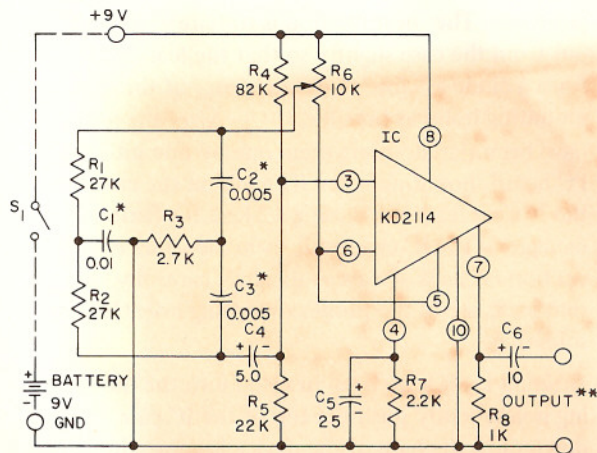 +9 V
R4
82K
R6
10 K
IC
8
R1
27K
C2*
0.005
3
S1
C1*
0.01
R3
2.7K
KD2114
6
7
5
R2
27K
C3*
0.005
C4
+ -
5.0
4
10
C6
+ -
10
BATTERY
+
-
9V
GND
R5
22K
C5
+
-
25
R7
2.2K
R8
1K
OUTPUT**